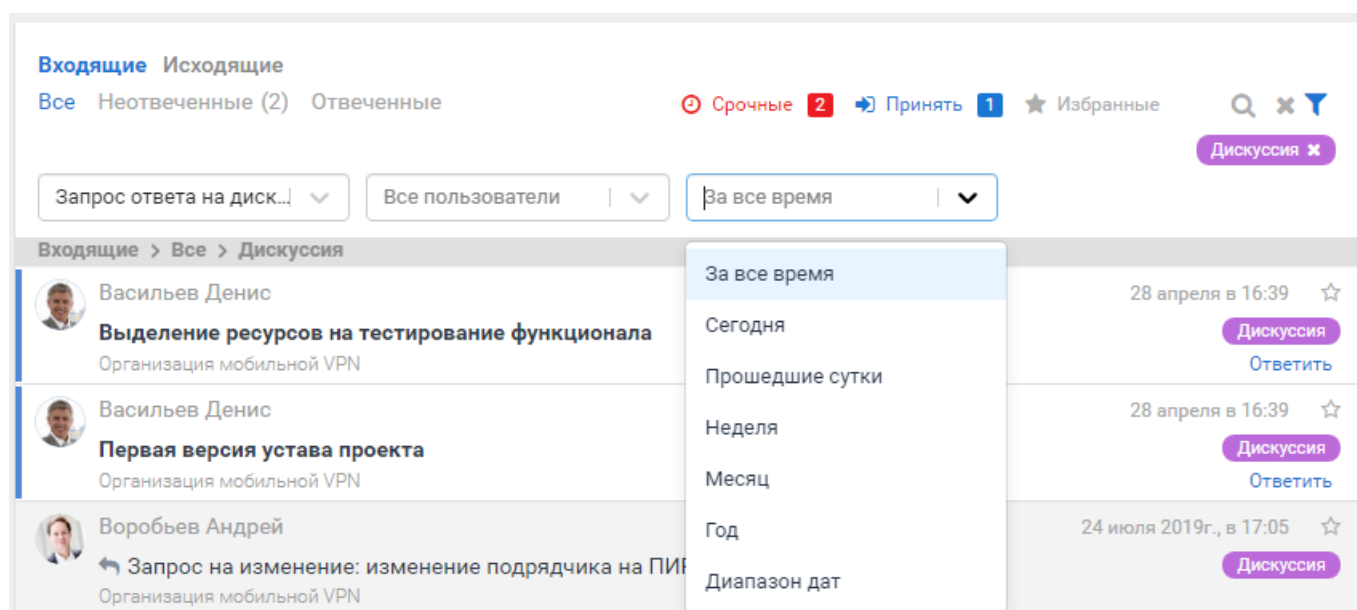 Входящие Исходящие
Все Неотвеченные (2) Отвеченные Срочные 2 Принять 1 Избранные
Дискуссия
Запрос ответа на диск... Все пользователи За все время
Входящие > Все > Дискуссия
За все время
Сегодня
Прошедшие сутки
Неделя
Месяц
Год
Диапазон дат
Васильев Денис 28 апреля в 16:39
Выделение ресурсов на тестирование функционала Дискуссия
Организация мобильной VPN Ответить
Васильев Денис 28 апреля в 16:39
Первая версия устава проекта Дискуссия
Организация мобильной VPN Ответить
Воробьев Андрей 24 июля 2019г., в 17:05
Запрос на изменение: изменение подрядчика на ПИР Дискуссия
Организация мобильной VPN